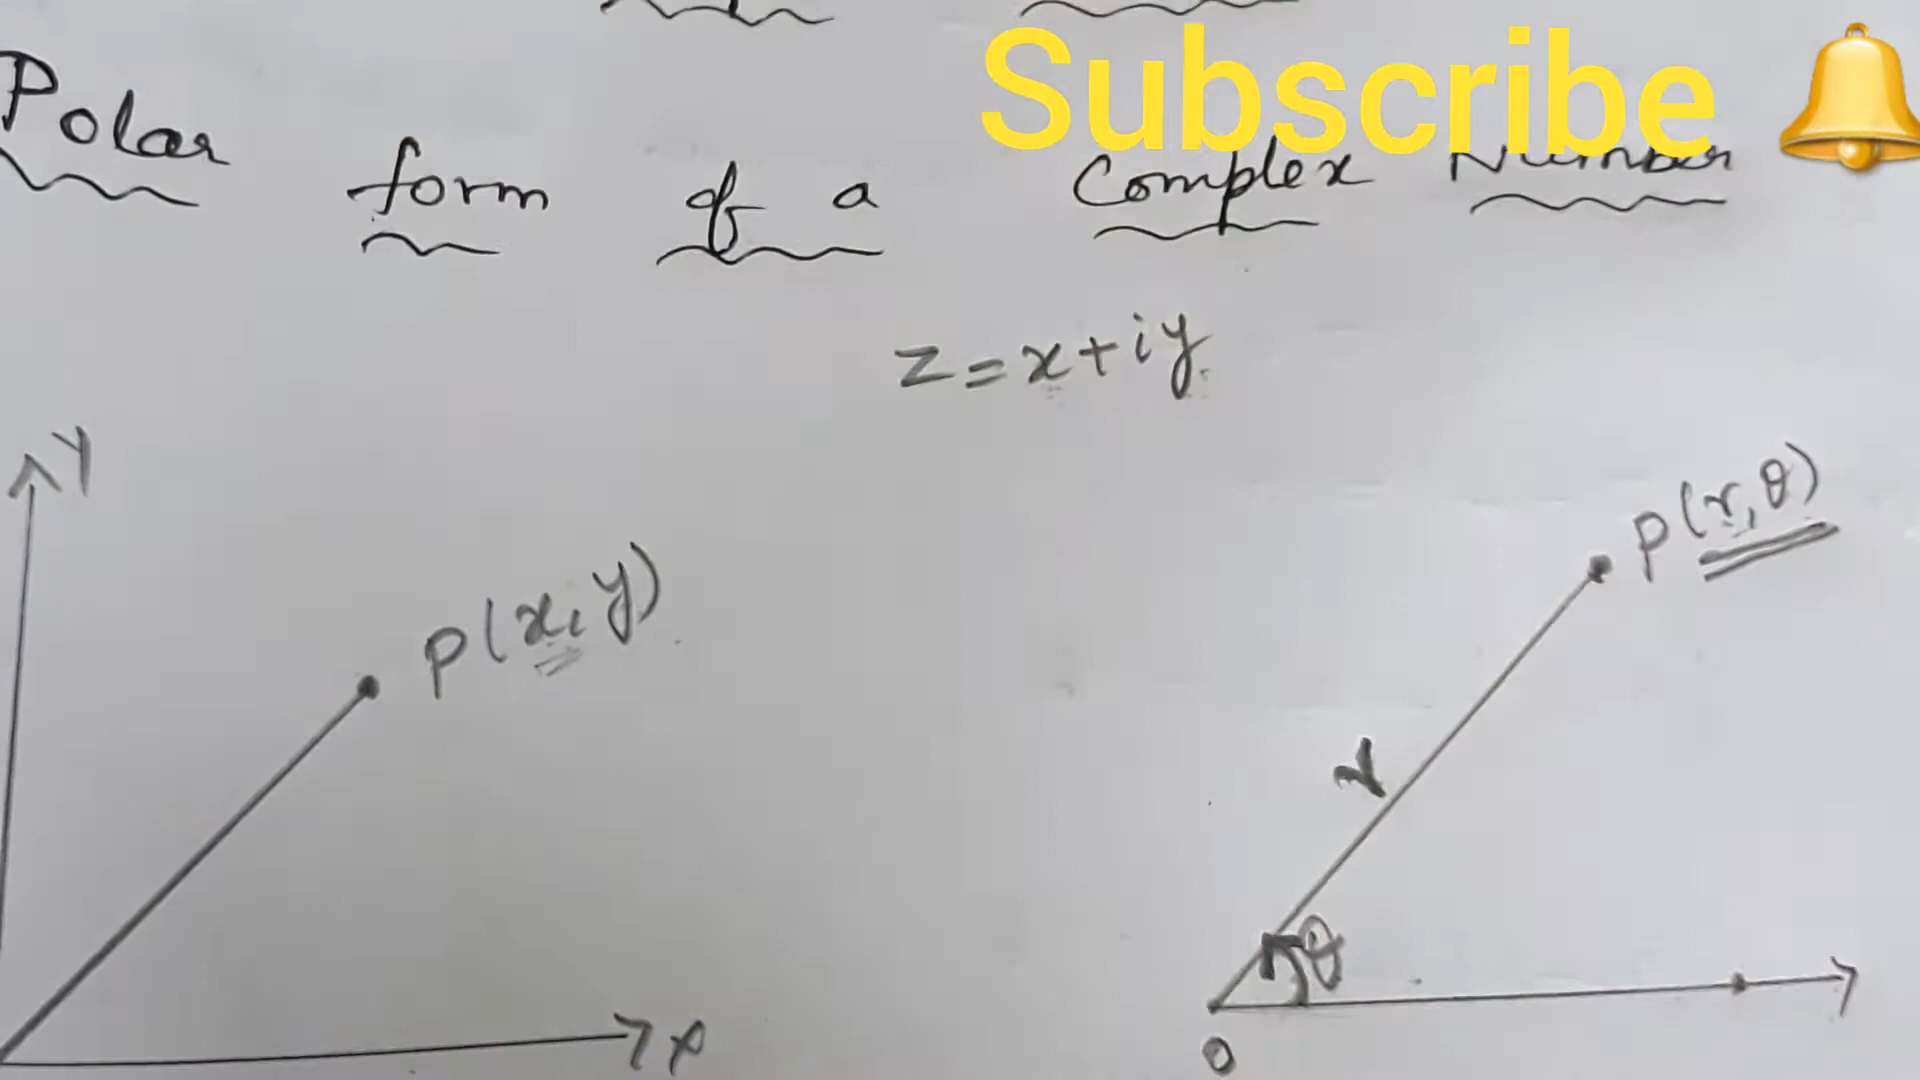 Subscribe
Polar form of a Complex Number
z=x+iy
Y
P(x, y)
P(r, θ)
r
θ
X
O